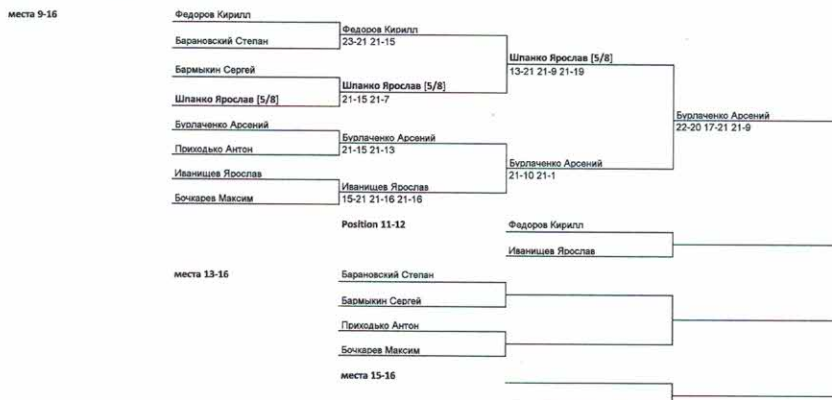 места 9-16
Федоров Кирилл
Федоров Кирилл
Барановский Степан
23-21 21-15
Шпанко Ярослав [5/8]
Бармыкин Сергей
13-21 21-9 21-19
Шпанко Ярослав [5/8]
Шпанко Ярослав [5/8]
21-15 21-7
Бурлаченко Арсений
Бурлаченко Арсений
22-20 17-21 21-9
Бурлаченко Арсений
Приходько Антон
21-15 21-13
Бурлаченко Арсений
Иванищев Ярослав
21-10 21-1
Иванищев Ярослав
Бочкарев Максим
15-21 21-16 21-16
Position 11-12
Федоров Кирилл
Иванищев Ярослав
места 13-16
Барановский Степан
Бармыкин Сергей
Приходько Антон
Бочкарев Максим
места 15-16